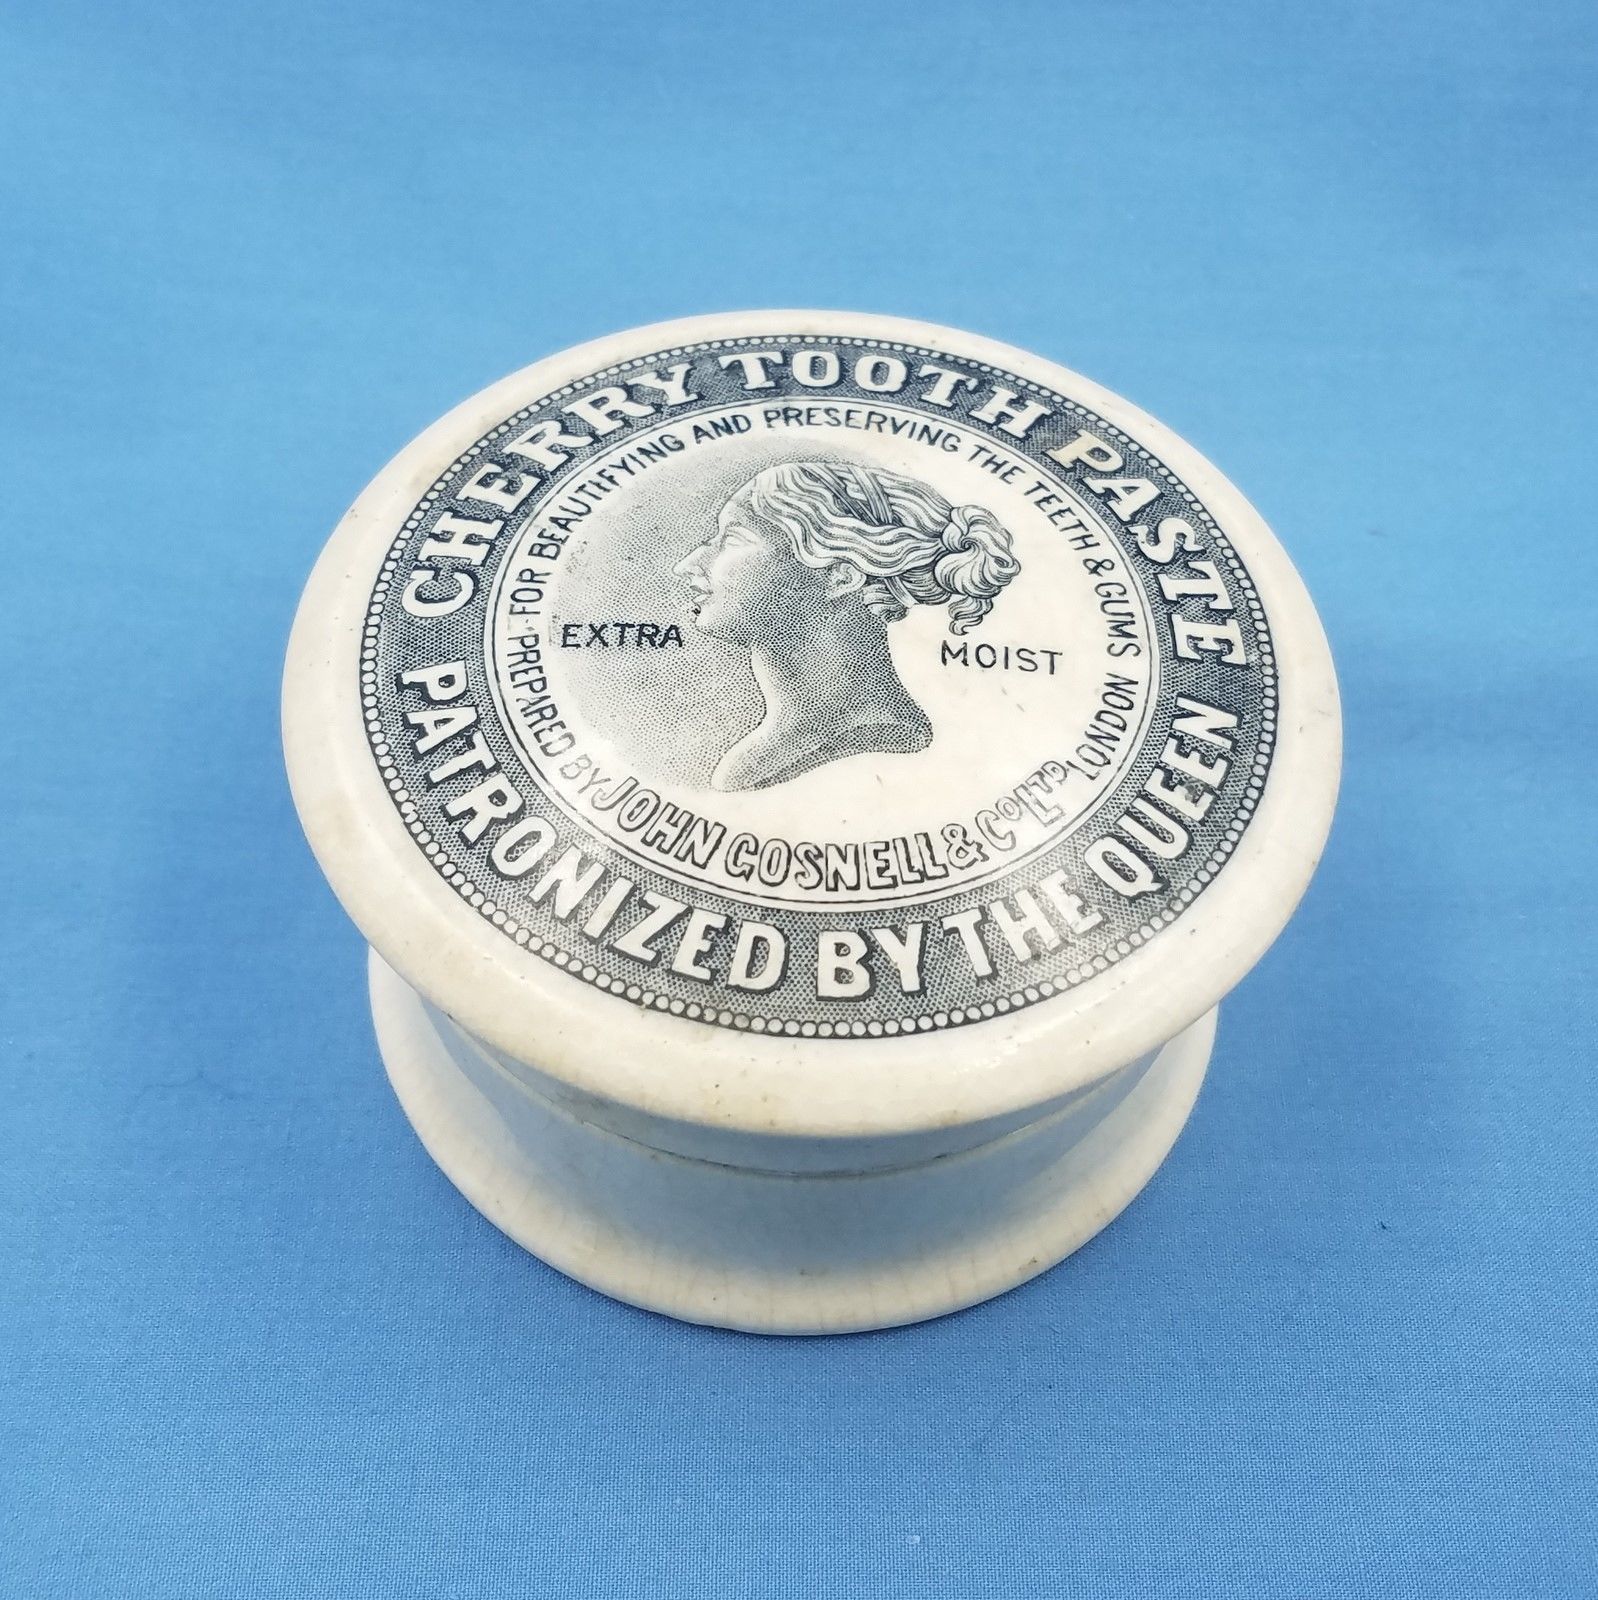 CHERRY TOOTH PASTE
PATRONIZED BY THE QUEEN
FOR BEAUTIFYING AND PRESERVING THE TEETH & GUMS
PREPARED BY JOHN GOSNELL & Co LTD LONDON
EXTRA MOIST